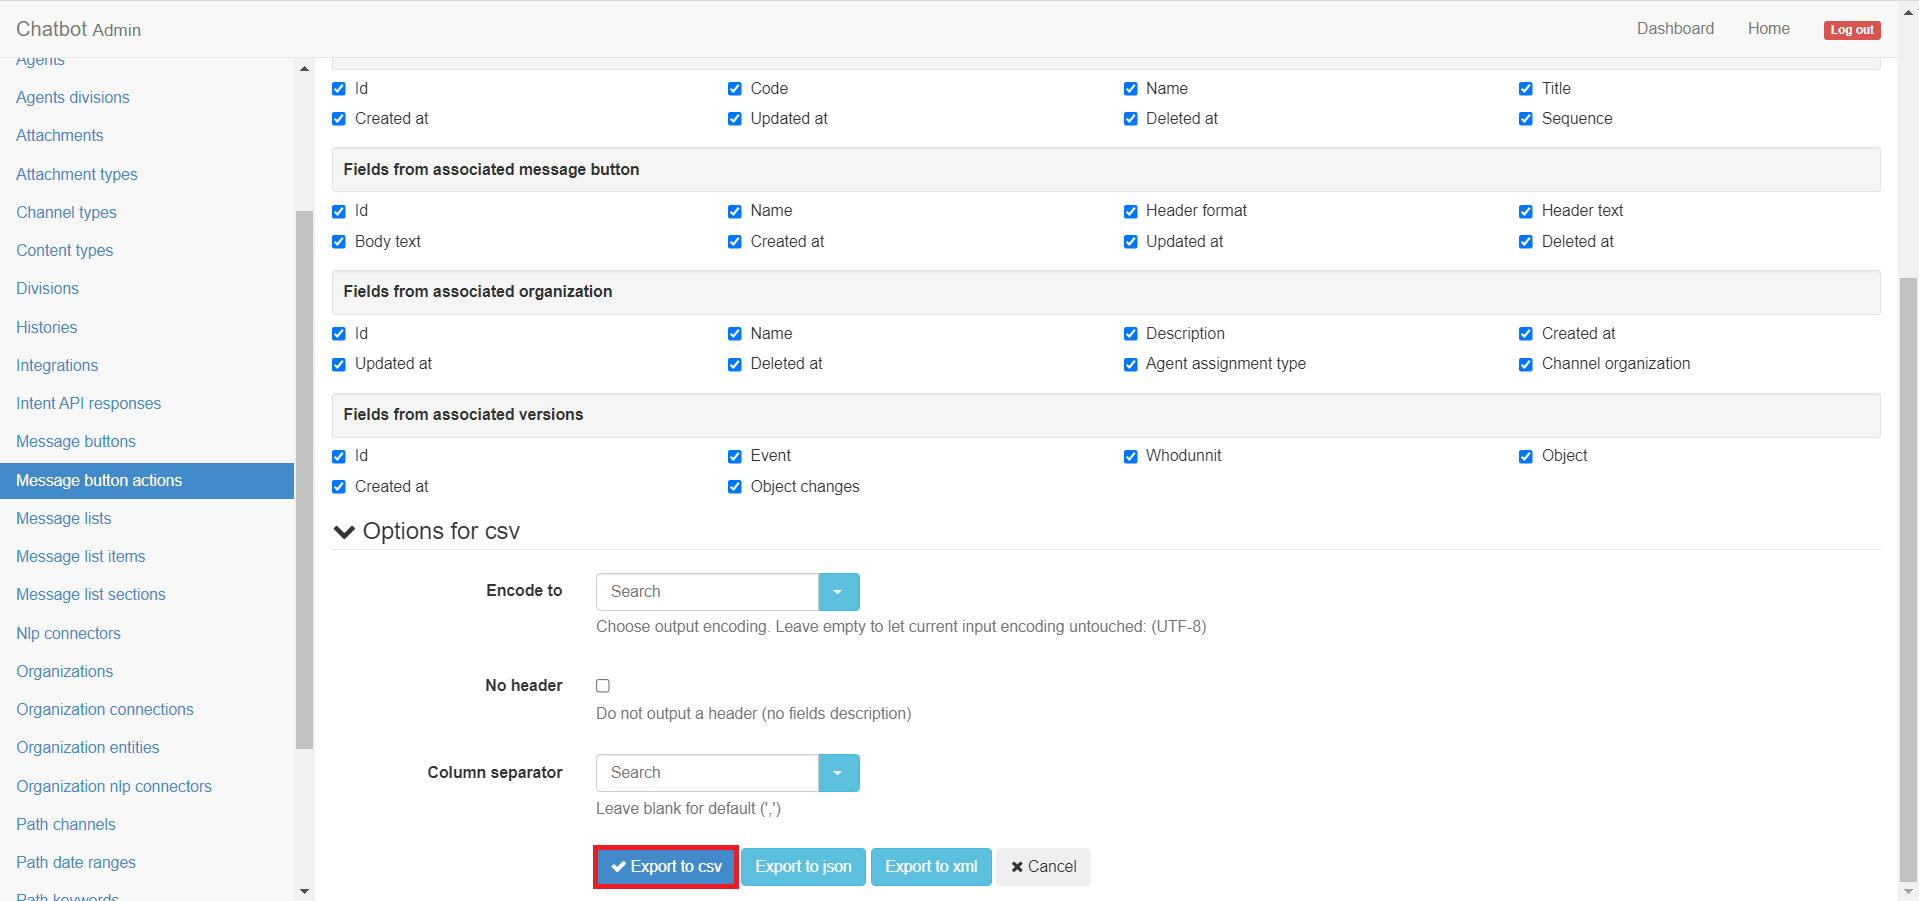 Chatbot Admin
Dashboard Home Log out
Agents
Agents divisions
Attachments
Attachment types
Channel types
Content types
Divisions
Histories
Integrations
Intent API responses
Message buttons
Message button actions
Message lists
Message list items
Message list sections
Nlp connectors
Organizations
Organization connections
Organization entities
Organization nlp connectors
Path channels
Path date ranges
Path keywords
Id Code Name Title
Created at Updated at Deleted at Sequence
Fields from associated message button
Id Name Header format Header text
Body text Created at Updated at Deleted at
Fields from associated organization
Id Name Description Created at
Updated at Deleted at Agent assignment type Channel organization
Fields from associated versions
Id Event Whodunnit Object
Created at Object changes
Options for csv
Encode to Search
Choose output encoding. Leave empty to let current input encoding untouched: (UTF-8)
No header
Do not output a header (no fields description)
Column separator Search
Leave blank for default (',')
Export to csv Export to json Export to xml Cancel